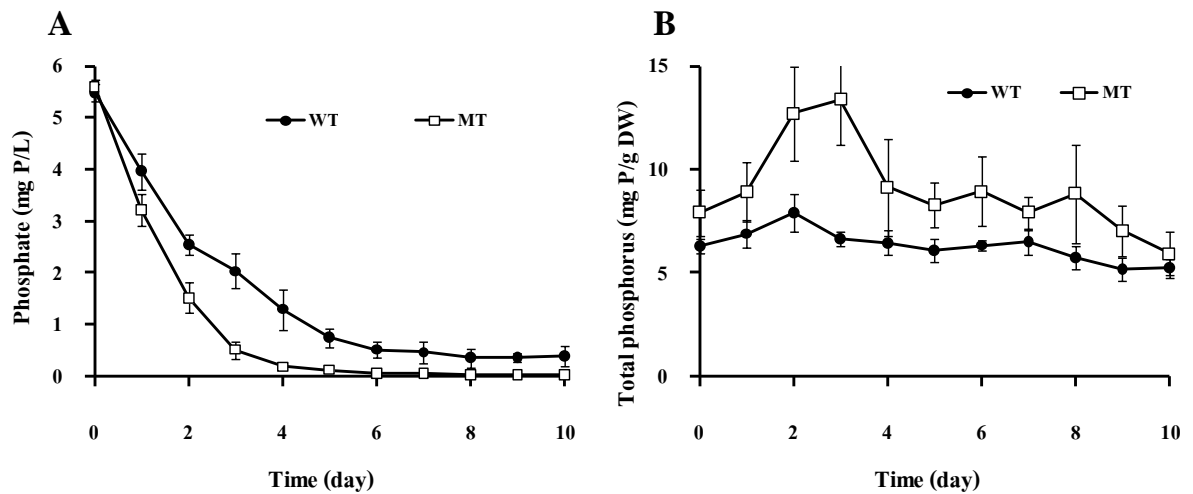 A
Phosphate (mg P/L)
6
5
4
3
2
1
0
WT
MT
0 2 4 6 8 10
Time (day)
B
Total phosphorus (mg P/g DW)
15
10
5
0
WT
MT
0 2 4 6 8 10
Time (day)